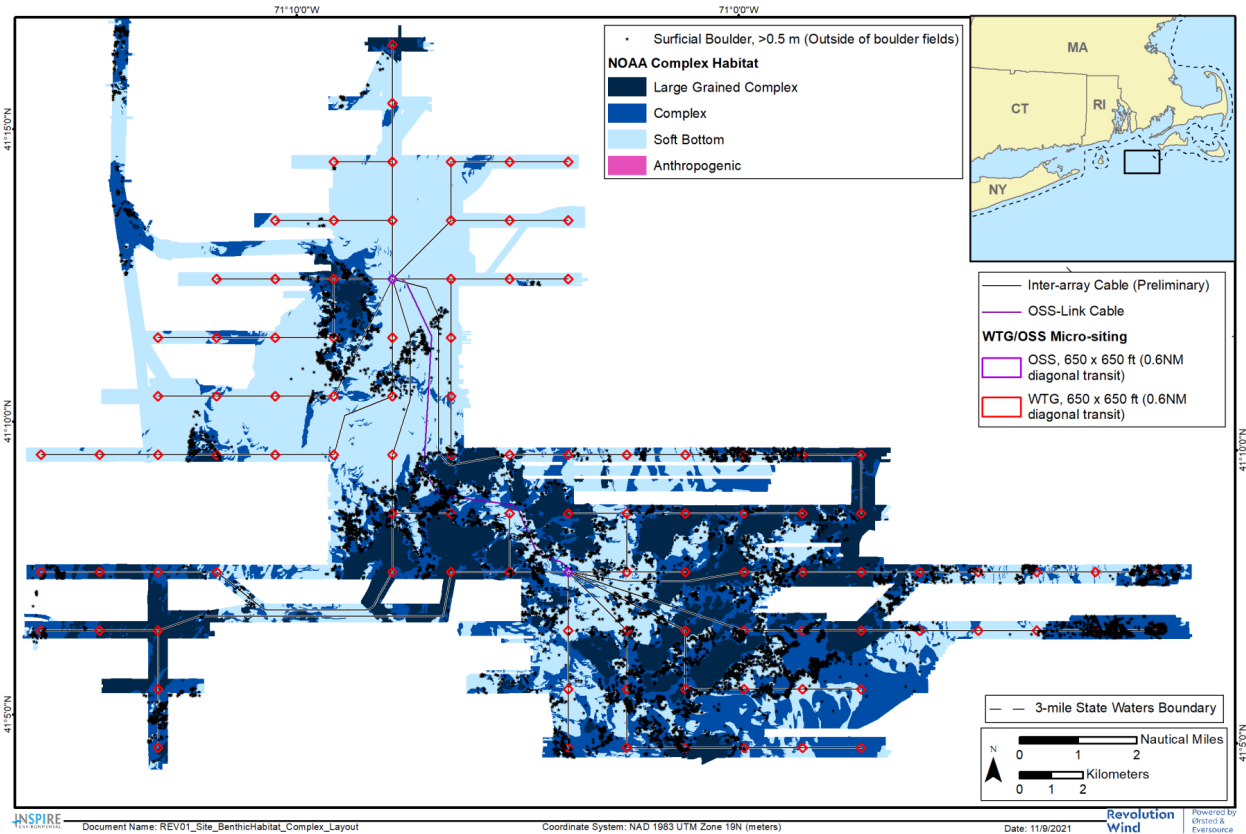 71°10'0"W
71°0'0"W
Surficial Boulder, >0.5 m (Outside of boulder fields)
NOAA Complex Habitat
Large Grained Complex
Complex
Soft Bottom
Anthropogenic
MA
CT
RI
NY
41°15'0"N
Inter-array Cable (Preliminary)
OSS-Link Cable
WTG/OSS Micro-siting
OSS, 650 x 650 ft (0.6NM
diagonal transit)
WTG, 650 x 650 ft (0.6NM
diagonal transit)
41°10'0"N
41°10'0"N
41°5'0"N
41°5'0"N
3-mile State Waters Boundary
N
Nautical Miles
0 1 2
Kilometers
0 1 2
INSPIRE
ENVIRONMENTAL
Document Name: REV01_Site_BenthicHabitat_Complex_Layout
Coordinate System: NAD 1983 UTM Zone 19N (meters)
Date: 11/9/2021
Revolution
Wind
Powered by
Ørsted &
Eversource